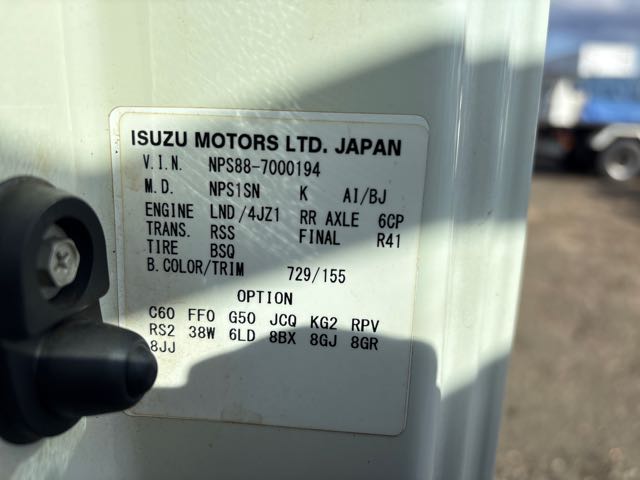 ISUZU MOTORS LTD. JAPAN
V.I.N. NPS88-7000194
M.D. NPS1SN K AI/BJ
ENGINE LND/4JZ1 RR AXLE 6CP
TRANS. RSS FINAL R41
TIRE BSQ
B.COLOR/TRIM 729/155
OPTION
C60 FF0 G50 JCQ KG2 RPV
RS2 38W 6LD 8BX 8GJ 8GR
8JJ